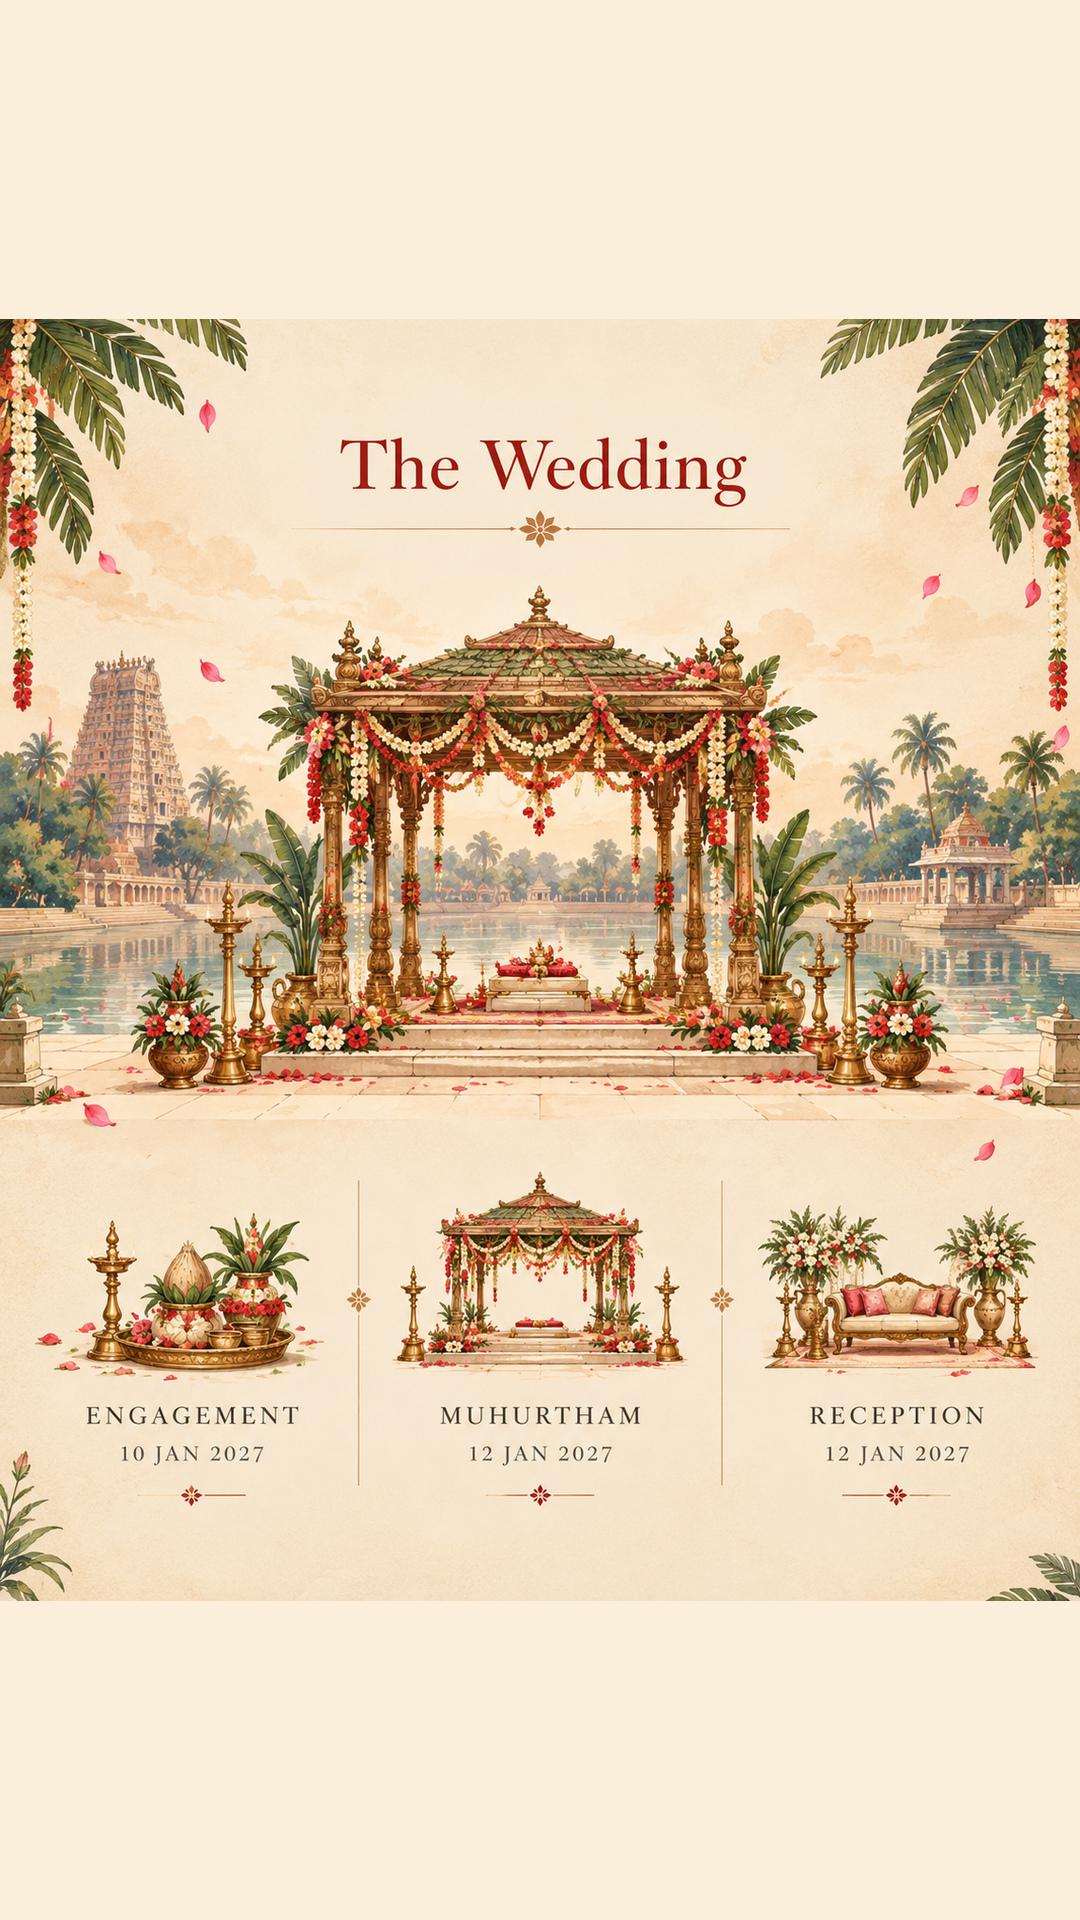 The Wedding
ENGAGEMENT
10 JAN 2027
MUHURTHAM
12 JAN 2027
RECEPTION
12 JAN 2027